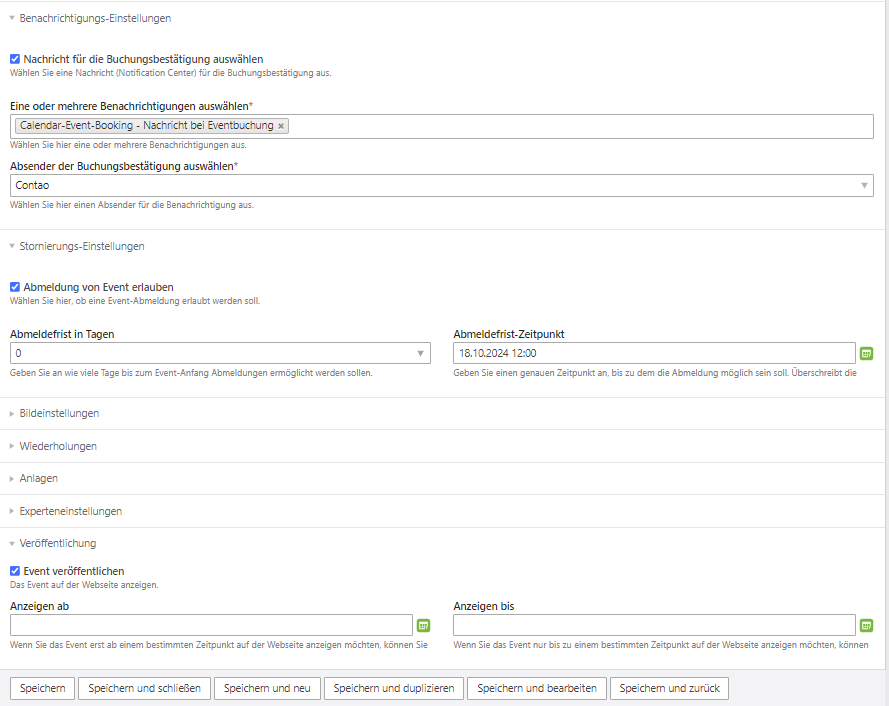 Benachrichtigungs-Einstellungen
Nachricht für die Buchungsbestätigung auswählen
Wählen Sie eine Nachricht (Notification Center) für die Buchungsbestätigung aus.
Eine oder mehrere Benachrichtigungen auswählen*
Calendar-Event-Booking - Nachricht bei Eventbuchung ×
Wählen Sie hier eine oder mehrere Benachrichtigungen aus.
Absender der Buchungsbestätigung auswählen*
Contao
Wählen Sie hier einen Absender für die Benachrichtigung aus.
Stornierungs-Einstellungen
Abmeldung von Event erlauben
Wählen Sie hier, ob eine Event-Abmeldung erlaubt werden soll.
Abmeldefrist in Tagen
0
Geben Sie an wie viele Tage bis zum Event-Anfang Abmeldungen ermöglicht werden sollen.
Abmeldefrist-Zeitpunkt
18.10.2024 12:00
Geben Sie einen genauen Zeitpunkt an, bis zu dem die Abmeldung möglich sein soll. Überschreibt die
Bildeinstellungen
Wiederholungen
Anlagen
Experteneinstellungen
Veröffentlichung
Event veröffentlichen
Das Event auf der Webseite anzeigen.
Anzeigen ab
Wenn Sie das Event erst ab einem bestimmten Zeitpunkt auf der Webseite anzeigen möchten, können Sie
Anzeigen bis
Wenn Sie das Event nur bis zu einem bestimmten Zeitpunkt auf der Webseite anzeigen möchten, können
Speichern
Speichern und schließen
Speichern und neu
Speichern und duplizieren
Speichern und bearbeiten
Speichern und zurück